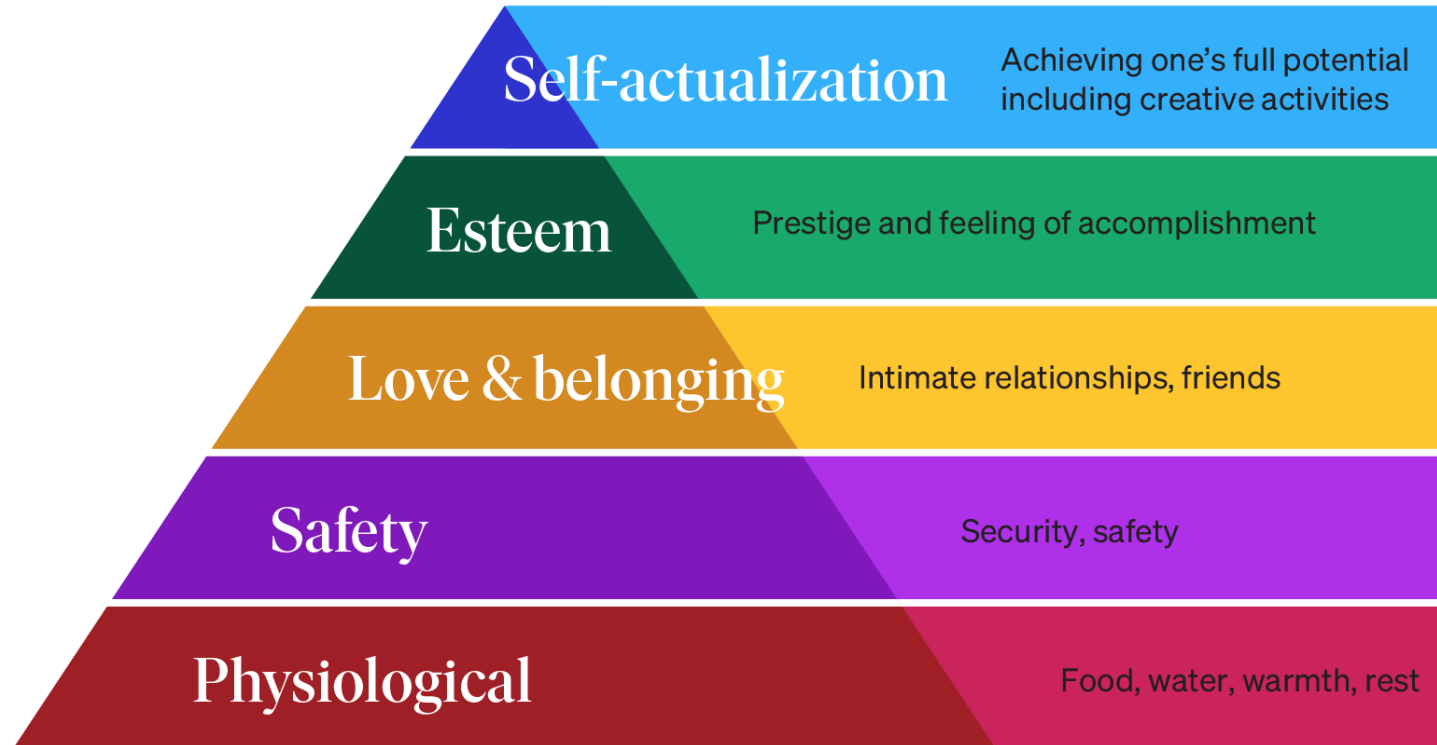 Self-actualization
Achieving one’s full potential
including creative activities
Esteem
Prestige and feeling of accomplishment
Love & belonging
Intimate relationships, friends
Safety
Security, safety
Physiological
Food, water, warmth, rest